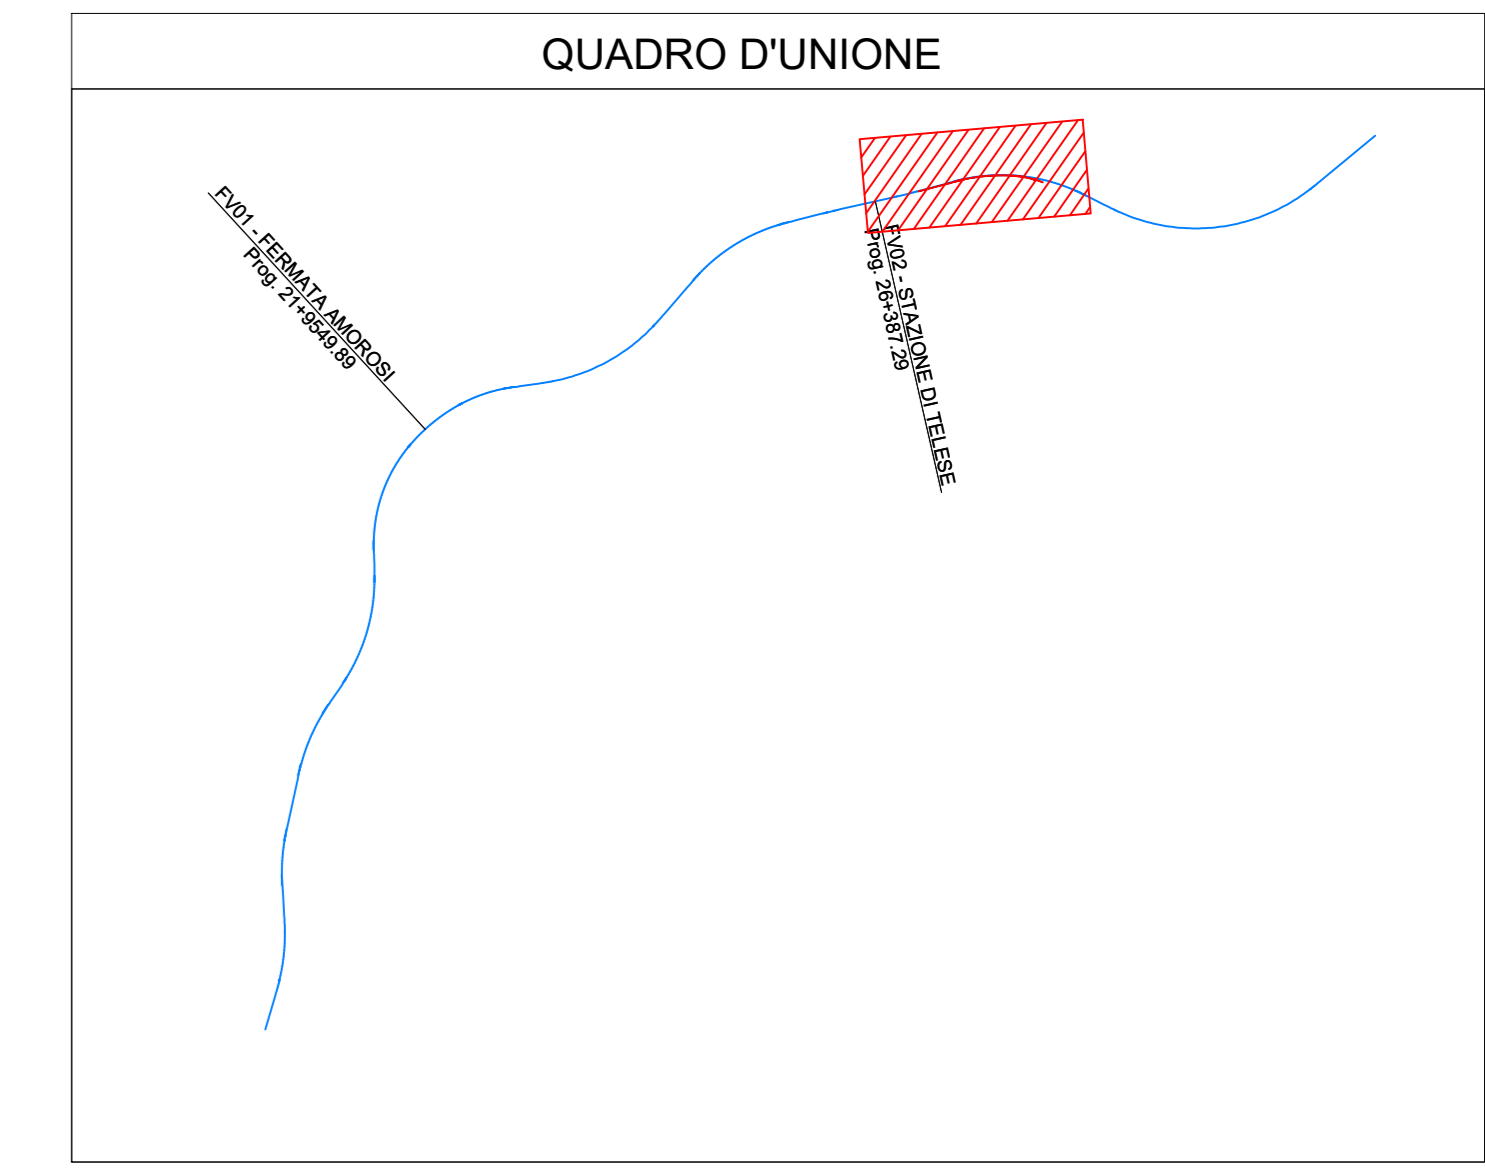 QUADRO D'UNIONE
FV01 - FERMATA AMOROSI
Prog. 21+9549.89
FV02 - STAZIONE DI TELESE
Prog. 26+387.29